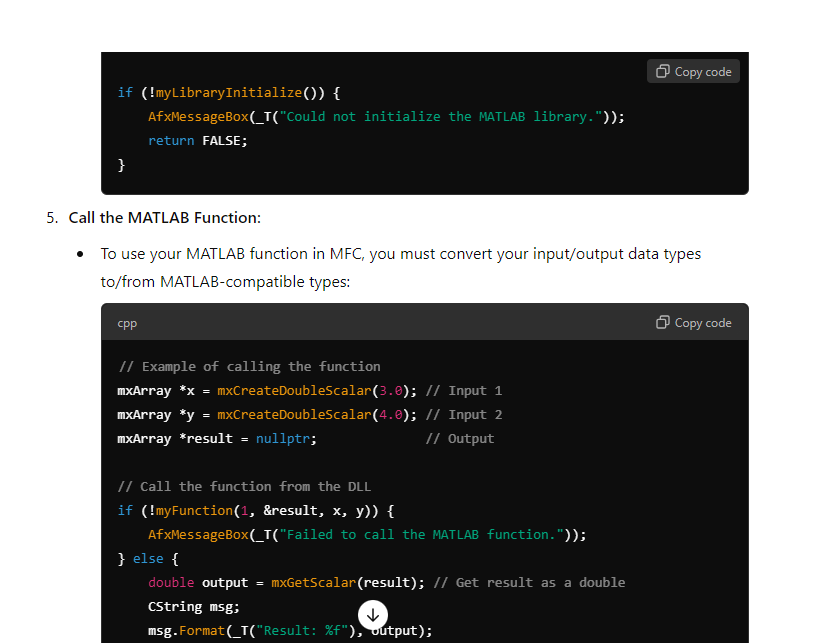 Copy code
if (!myLibraryInitialize()) {
    AfxMessageBox(_T("Could not initialize the MATLAB library."));
    return FALSE;
}
5. Call the MATLAB Function:
• To use your MATLAB function in MFC, you must convert your input/output data types
to/from MATLAB-compatible types:
cpp Copy code
// Example of calling the function
mxArray *x = mxCreateDoubleScalar(3.0); // Input 1
mxArray *y = mxCreateDoubleScalar(4.0); // Input 2
mxArray *result = nullptr;              // Output
// Call the function from the DLL
if (!myFunction(1, &result, x, y)) {
    AfxMessageBox(_T("Failed to call the MATLAB function."));
} else {
    double output = mxGetScalar(result); // Get result as a double
    CString msg;
    msg.Format(_T("Result: %f"), output);